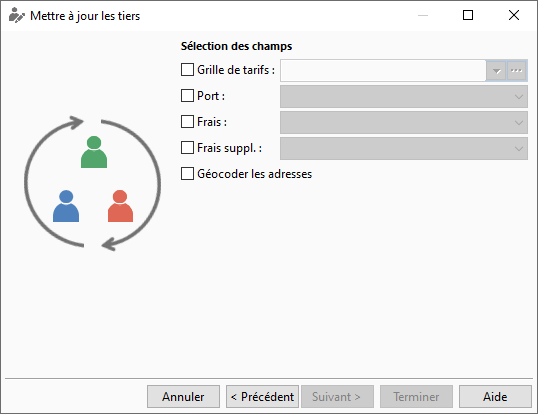 Mettre à jour les tiers
Sélection des champs
Grille de tarifs :
Port :
Frais :
Frais suppl. :
Géocoder les adresses
Annuler
< Précédent
Suivant >
Terminer
Aide